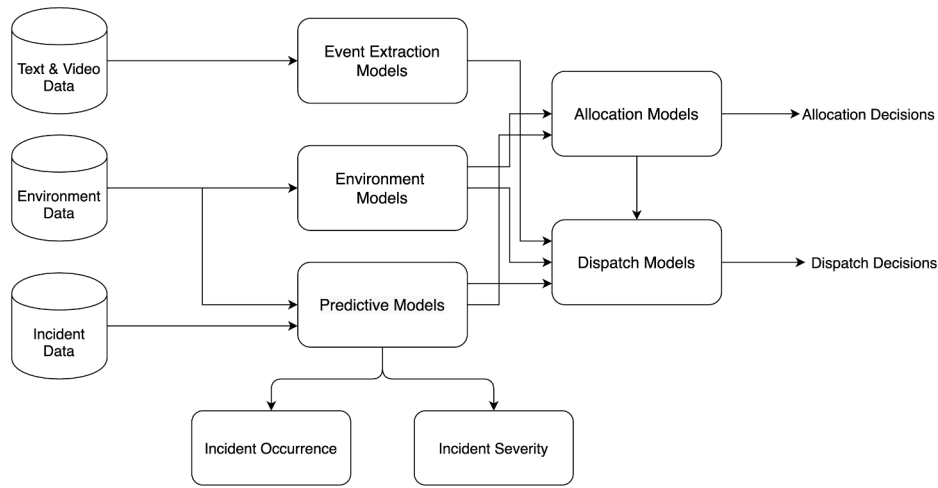 Text & Video
Data
Event Extraction
Models
Allocation Models
Allocation Decisions
Environment
Data
Environment
Models
Dispatch Models
Dispatch Decisions
Incident
Data
Predictive Models
Incident Occurrence
Incident Severity